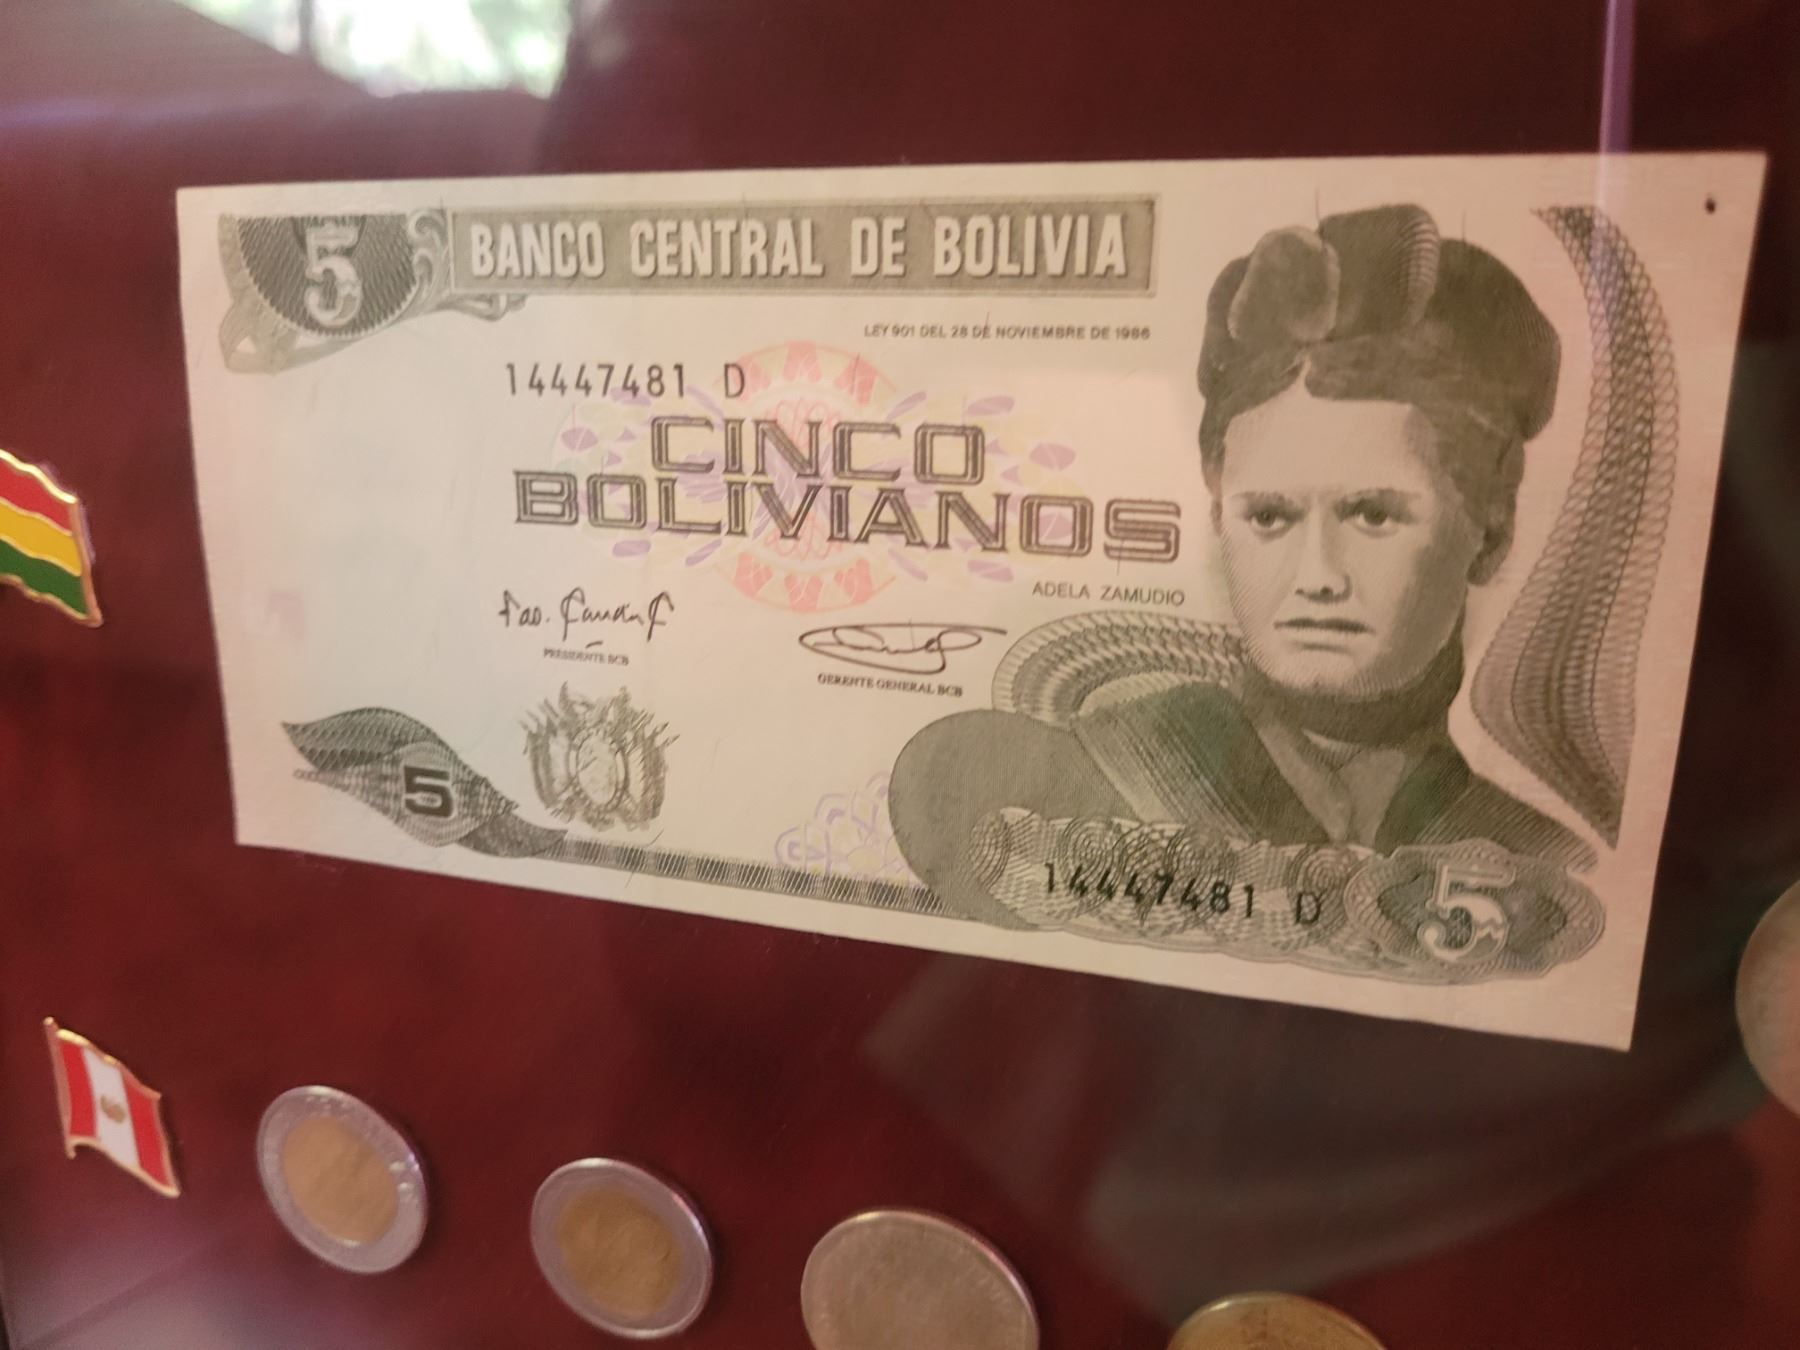 5
BANCO CENTRAL DE BOLIVIA
LEY 901 DEL 28 DE NOVIEMBRE DE 1986
14447481 D
CINCO
BOLIVIANOS
ADELA ZAMUDIO
PRESIDENTE BCB
GERENTE GENERAL BCB
5
14447481 D
5